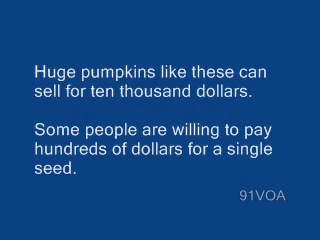 Huge pumpkins like these can
sell for ten thousand dollars.
Some people are willing to pay
hundreds of dollars for a single
seed.
91VOA